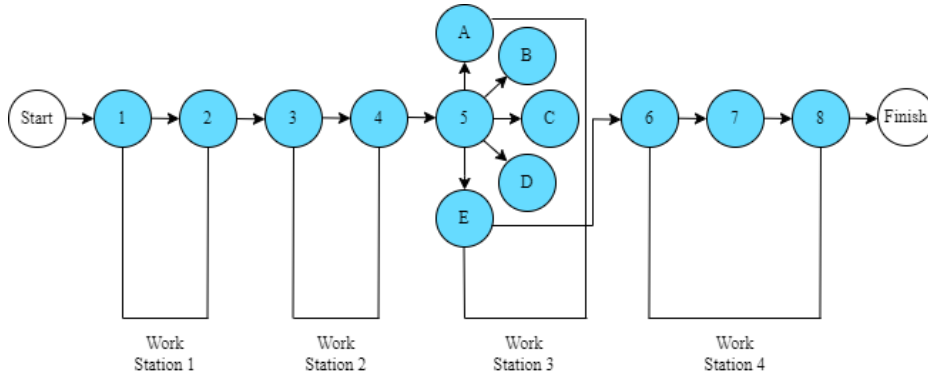 A
B
Start
1
2
3
4
5
C
6
7
8
Finish
D
E
Work
Station 1
Work
Station 2
Work
Station 3
Work
Station 4